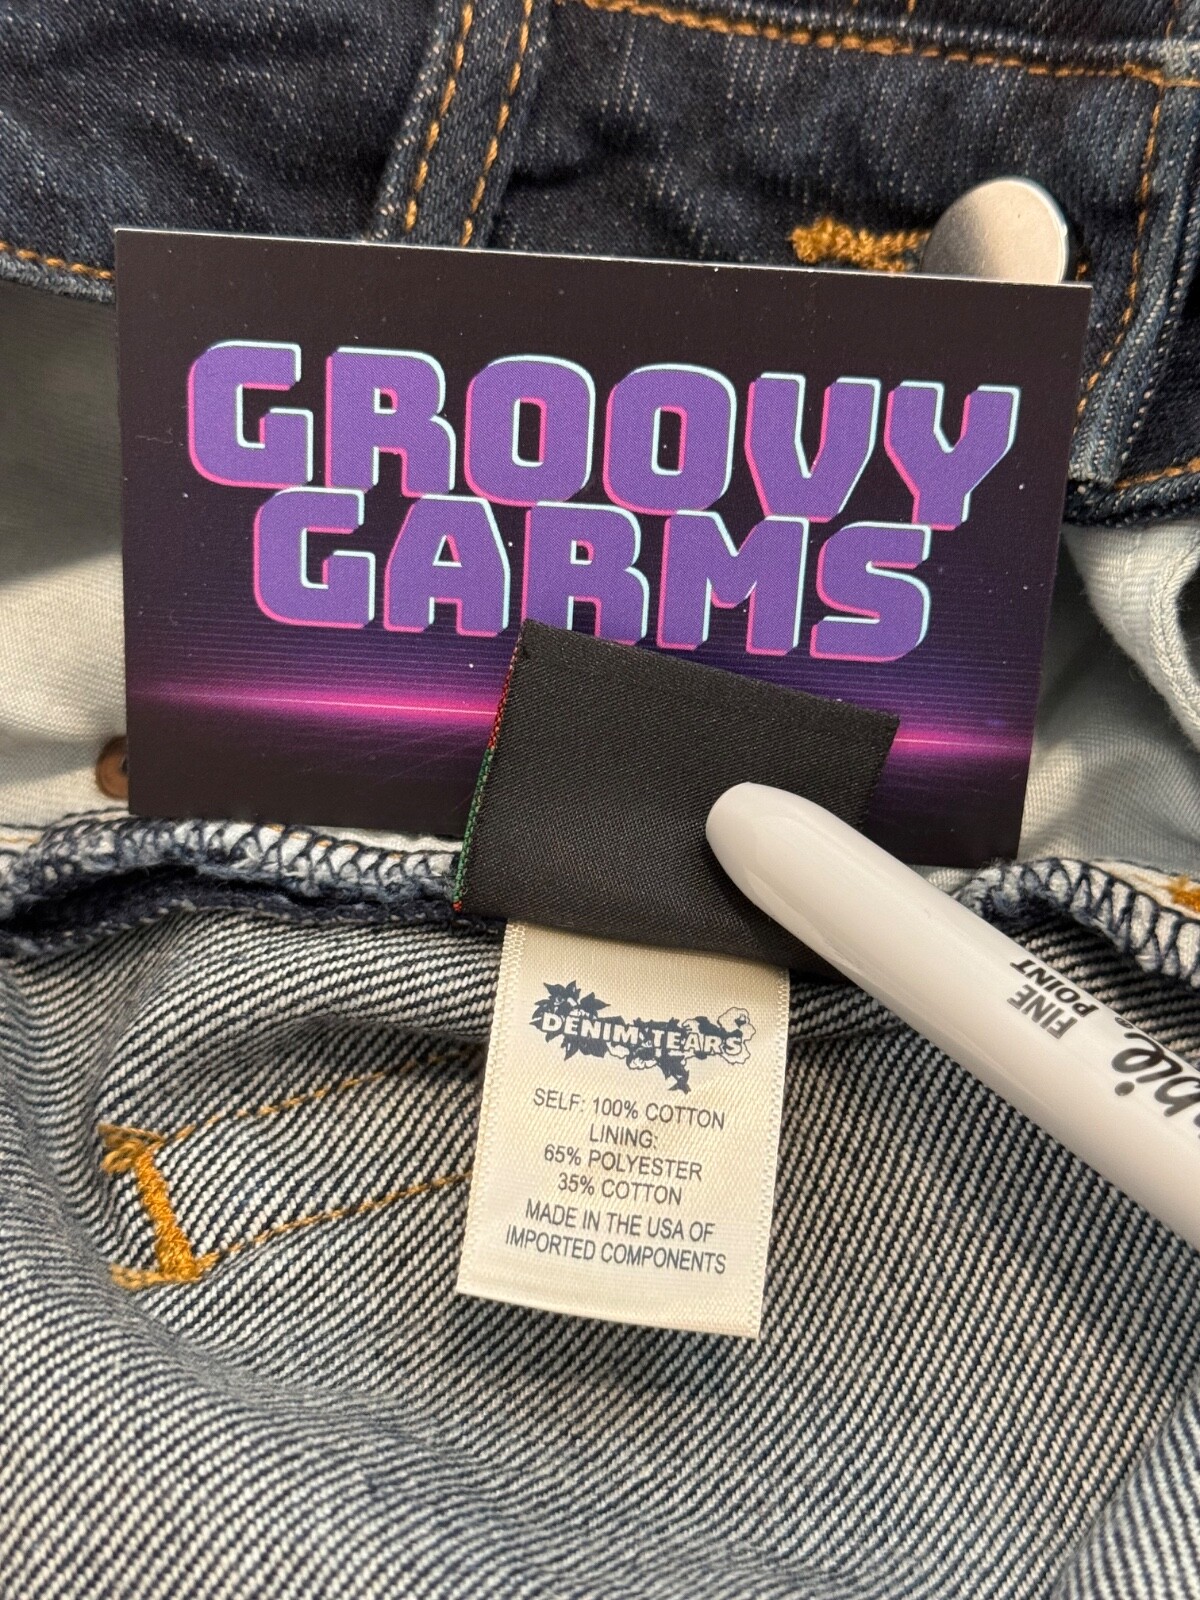 GROOVY
GARMS
FINE
POINT
DENIM TEARS
SELF: 100% COTTON
LINING:
65% POLYESTER
35% COTTON
MADE IN THE USA OF
IMPORTED COMPONENTS